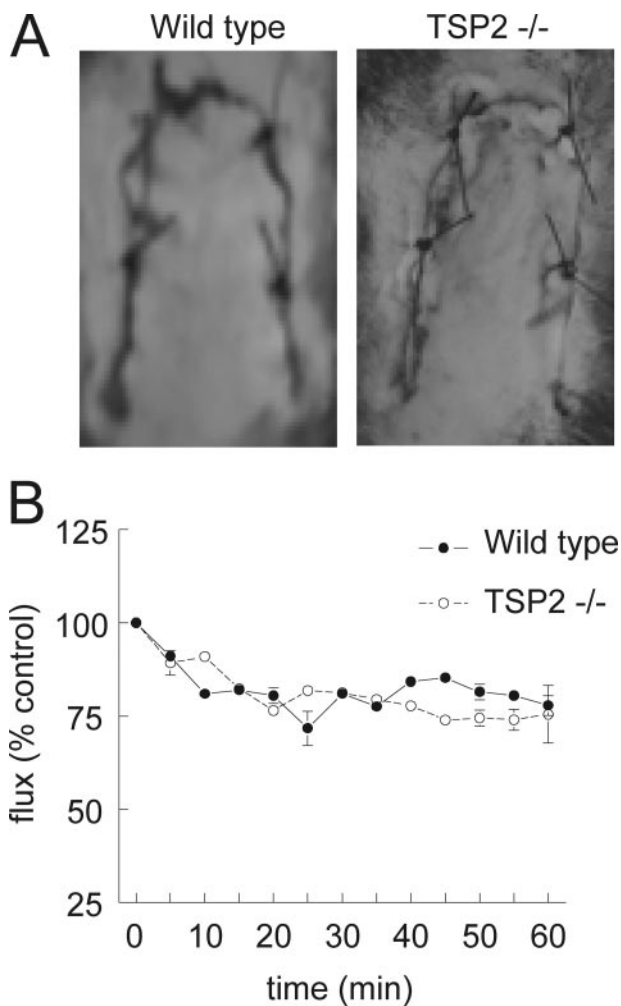 A
Wild type
TSP2 -/-
B
125
100
75
50
25
flux (% control)
Wild type
TSP2 -/-
0 10 20 30 40 50 60
time (min)